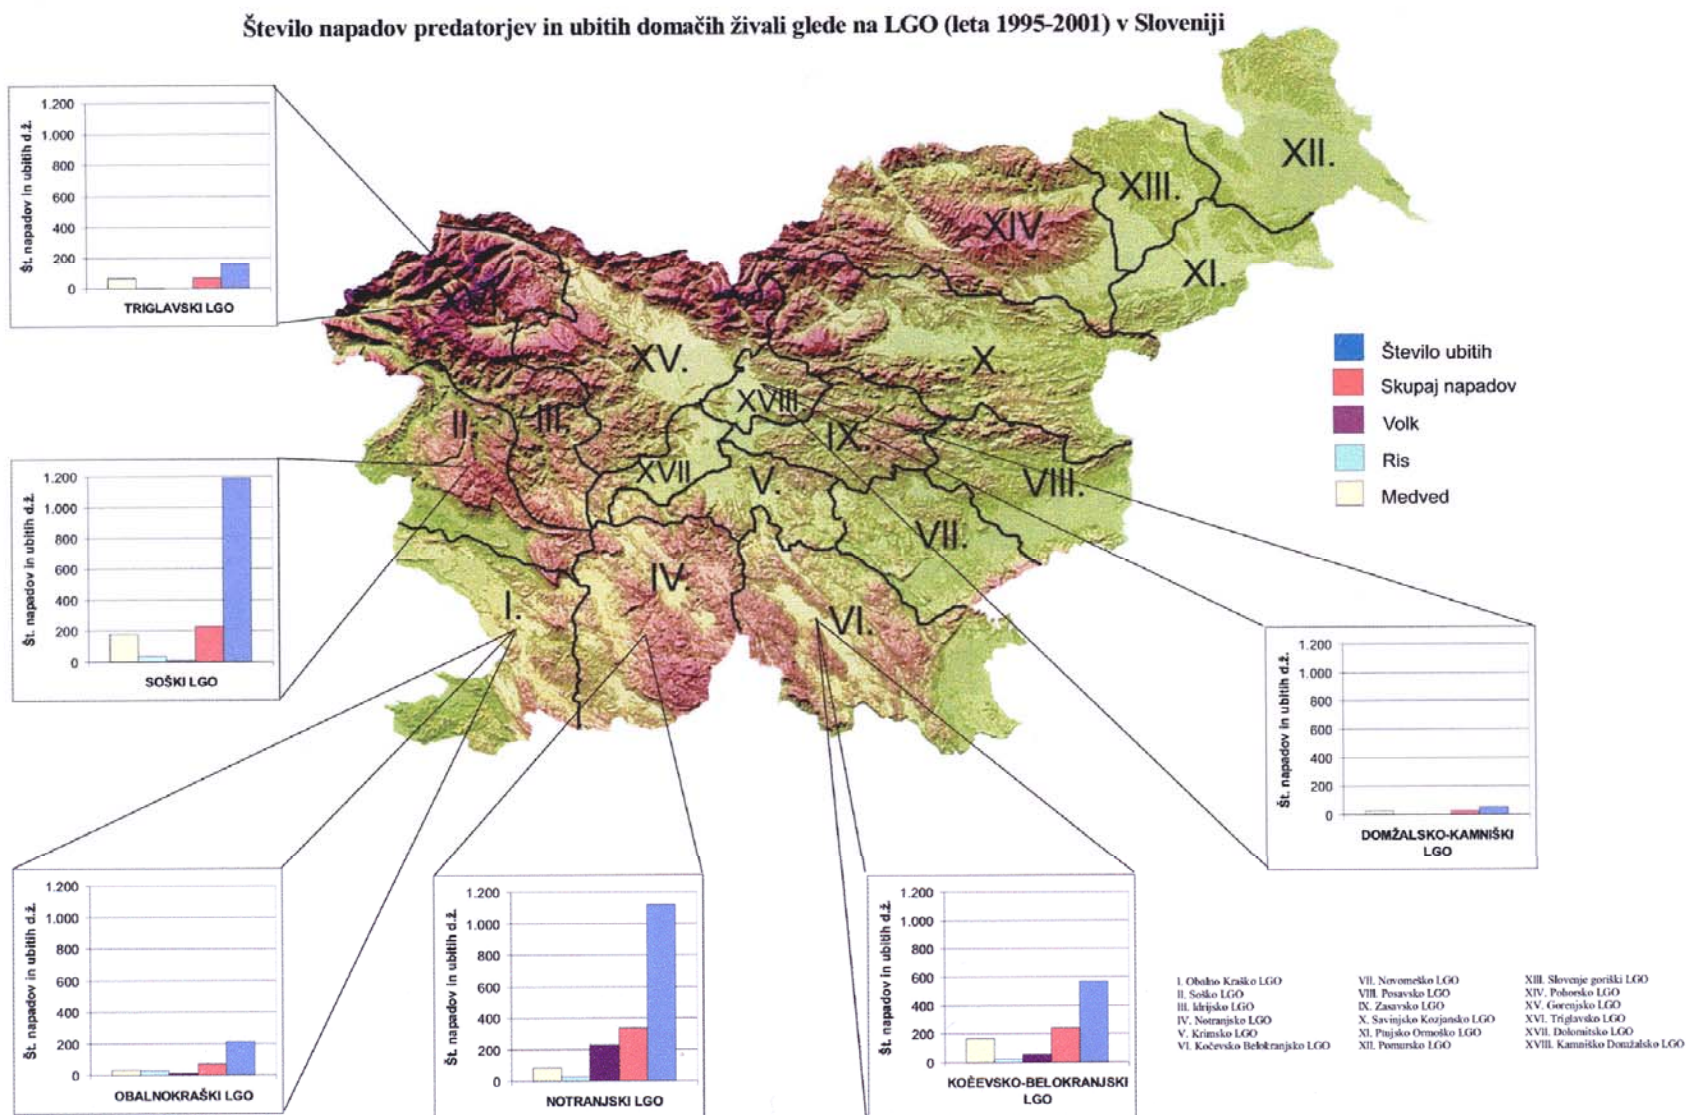 Število napadov predatorjev in ubitih domačih živali glede na LGO (leta 1995-2001) v Sloveniji
Št. napadov in ubitih d.ž.
1.200
1.000
800
600
400
200
0
TRIGLAVSKI LGO
Št. napadov in ubitih d.ž.
1.200
1.000
800
600
400
200
0
SOŠKI LGO
XII.
XIII.
XIV
XI.
XVI.
XV.
X.
XVIII.
II.
III.
IX.
XVII
V.
VIII.
VII.
IV.
I.
VI.
Število ubitih
Skupaj napadov
Volk
Ris
Medved
Št. napadov in ubitih d.ž.
1.200
1.000
800
600
400
200
0
DOMŽALSKO-KAMNIŠKI
LGO
Št. napadov in ubitih d.ž.
1.200
1.000
800
600
400
200
0
OBALNOKRAŠKI LGO
Št. napadov in ubitih d.ž.
1.200
1.000
800
600
400
200
0
NOTRANJSKI LGO
Št. napadov in ubitih d.ž.
1.200
1.000
800
600
400
200
0
KOÈEVSKO-BELOKRANJSKI
LGO
I. Obalno Kraško LGO
II. Soško LGO
III. Idrijsko LGO
IV. Notranjsko LGO
V. Krimsko LGO
VI. Kočevsko Belokranjsko LGO
VII. Novomeško LGO
VIII. Posavsko LGO
IX. Zasavsko LGO
X. Savinjsko Kozjansko LGO
XI. Ptujsko Ormoško LGO
XII. Pomursko LGO
XIII. Slovenje goriški LGO
XIV. Pohorsko LGO
XV. Gorenjsko LGO
XVI. Triglavsko LGO
XVII. Dolomitsko LGO
XVIII. Kamniško Domžalsko LGO